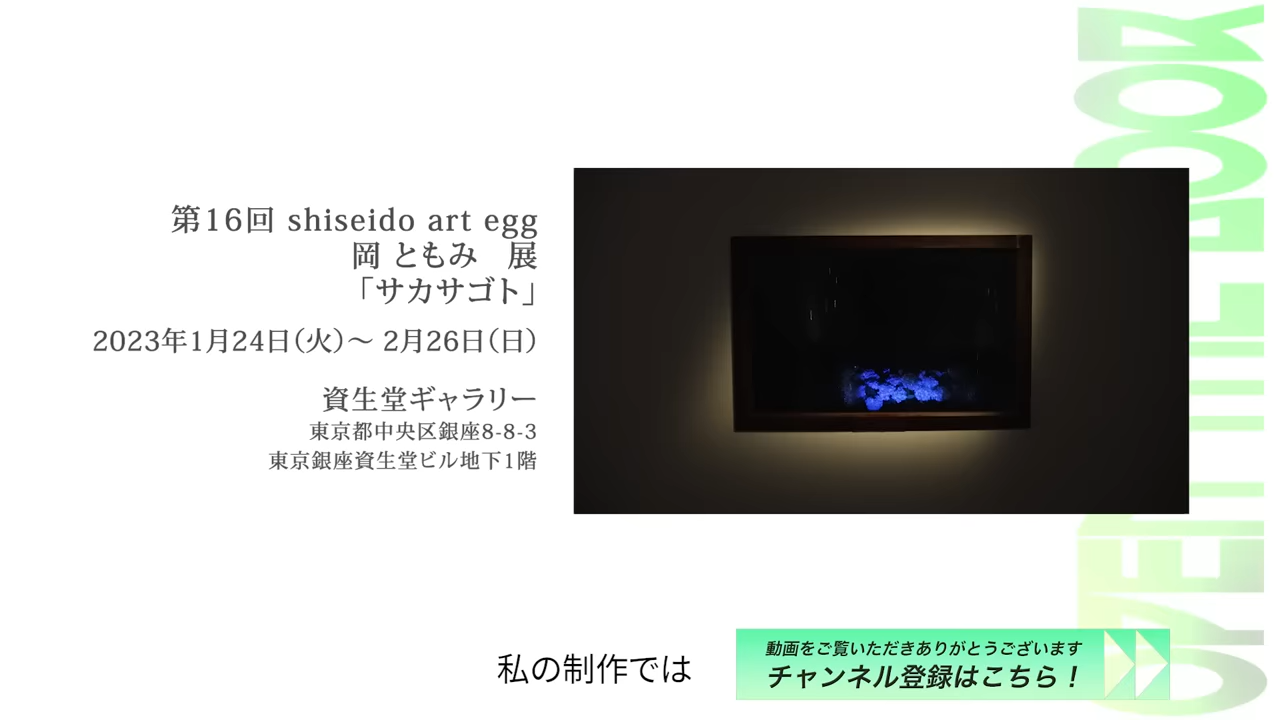 第16回 shiseido art egg
岡 ともみ　展
「サカサゴト」
2023年1月24日(火)～ 2月26日(日)
資生堂ギャラリー
東京都中央区銀座8-8-3
東京銀座資生堂ビル地下1階
私の制作では
動画をご覧いただきありがとうございます
チャンネル登録はこちら！